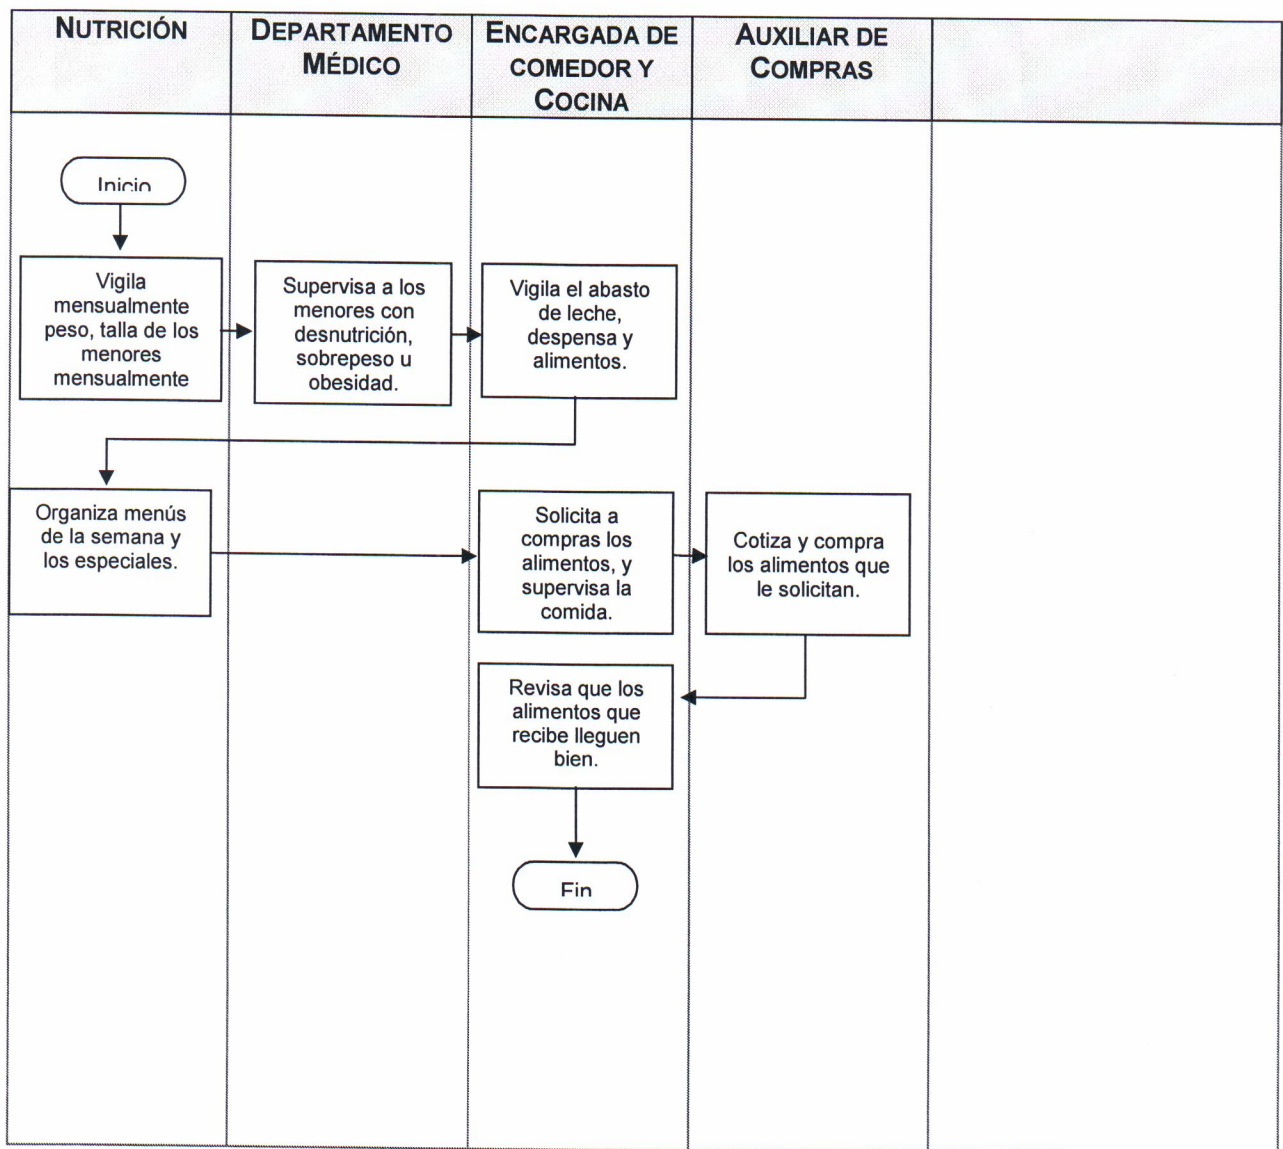 NUTRICIÓN
DEPARTAMENTO
MÉDICO
ENCARGADA DE
COMEDOR Y
COCINA
AUXILIAR DE
COMPRAS
Inicio
Vigila
mensualmente
peso, talla de los
menores
mensualmente
Supervisa a los
menores con
desnutrición,
sobrepeso u
obesidad.
Vigila el abasto
de leche,
despensa y
alimentos.
Organiza menús
de la semana y
los especiales.
Solicita a
compras los
alimentos, y
supervisa la
comida.
Cotiza y compra
los alimentos que
le solicitan.
Revisa que los
alimentos que
recibe lleguen
bien.
Fin